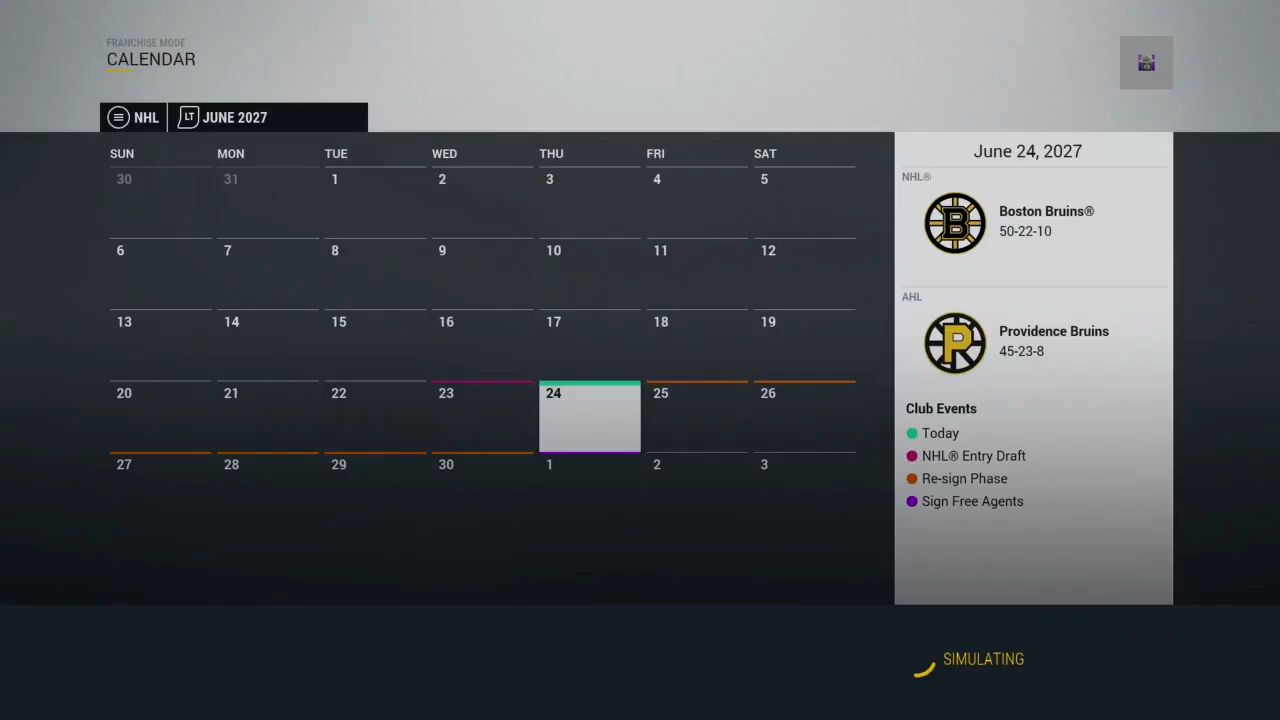 FRANCHISE MODE
CALENDAR
NHL LT JUNE 2027
SUN MON TUE WED THU FRI SAT
30 31 1 2 3 4 5
6 7 8 9 10 11 12
13 14 15 16 17 18 19
20 21 22 23 24 25 26
27 28 29 30 1 2 3
June 24, 2027
NHL®
B
Boston Bruins®
50-22-10
AHL
P
Providence Bruins
45-23-8
Club Events
Today
NHL® Entry Draft
Re-sign Phase
Sign Free Agents
SIMULATING